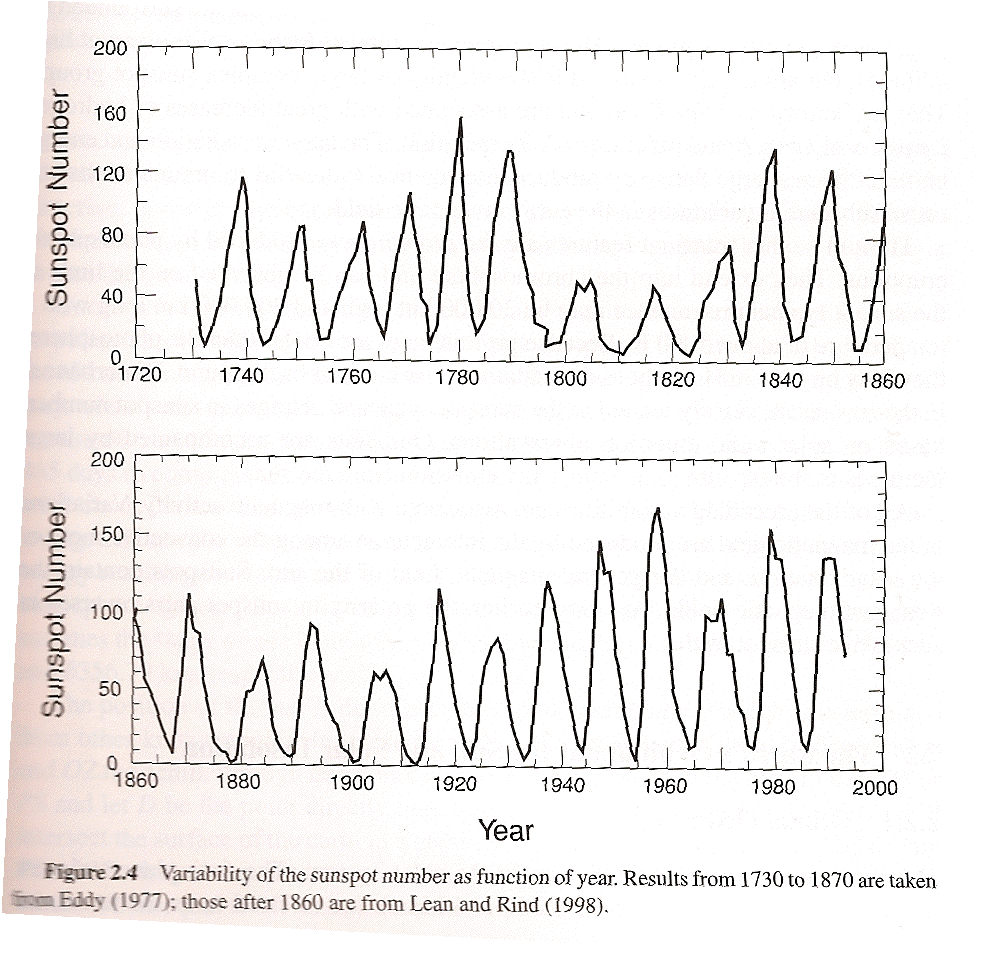 200
160
120
80
40
0
Sunspot Number
1720 1740 1760 1780 1800 1820 1840 1860
200
150
100
50
0
Sunspot Number
1860 1880 1900 1920 1940 1960 1980 2000
Year
Figure 2.4 Variability of the sunspot number as function of year. Results from 1730 to 1870 are taken
from Eddy (1977); those after 1860 are from Lean and Rind (1998).